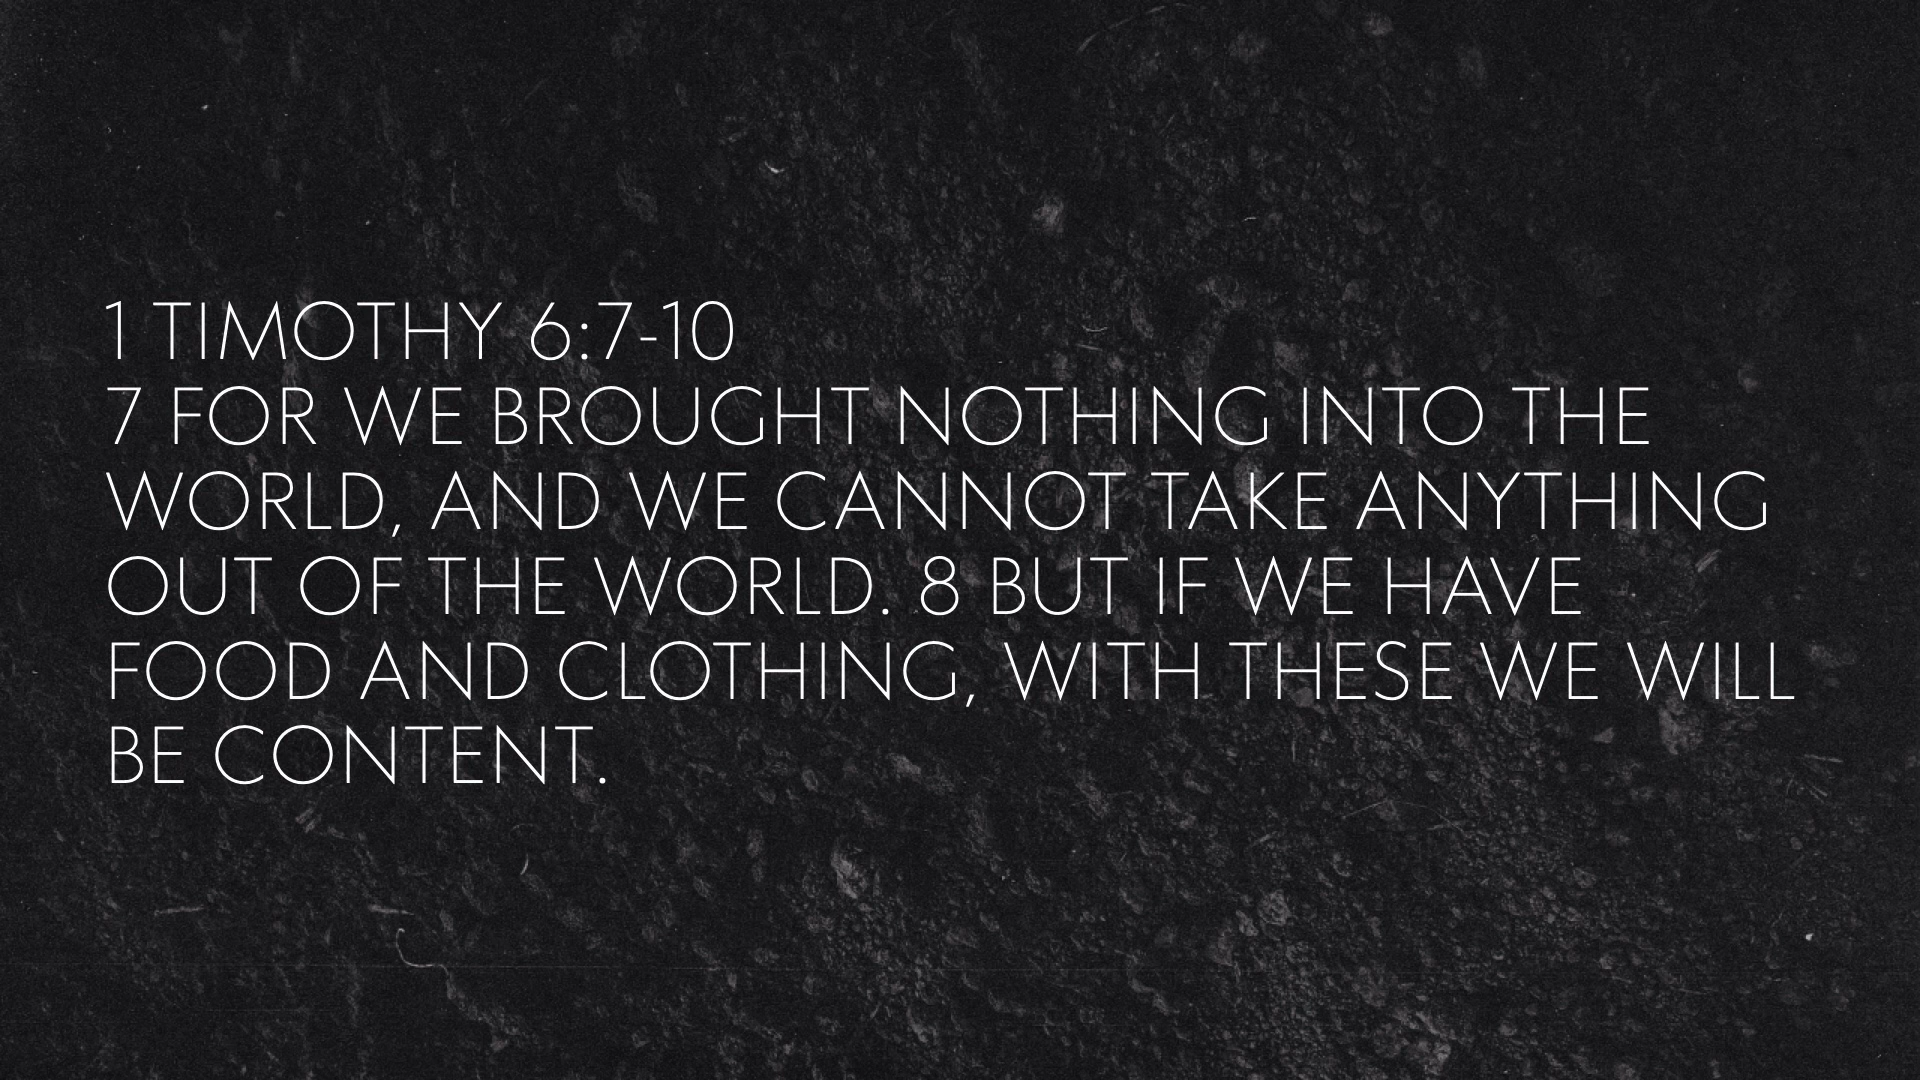 1 TIMOTHY 6:7-10
7 FOR WE BROUGHT NOTHING INTO THE
WORLD, AND WE CANNOT TAKE ANYTHING
OUT OF THE WORLD. 8 BUT IF WE HAVE
FOOD AND CLOTHING, WITH THESE WE WILL
BE CONTENT.